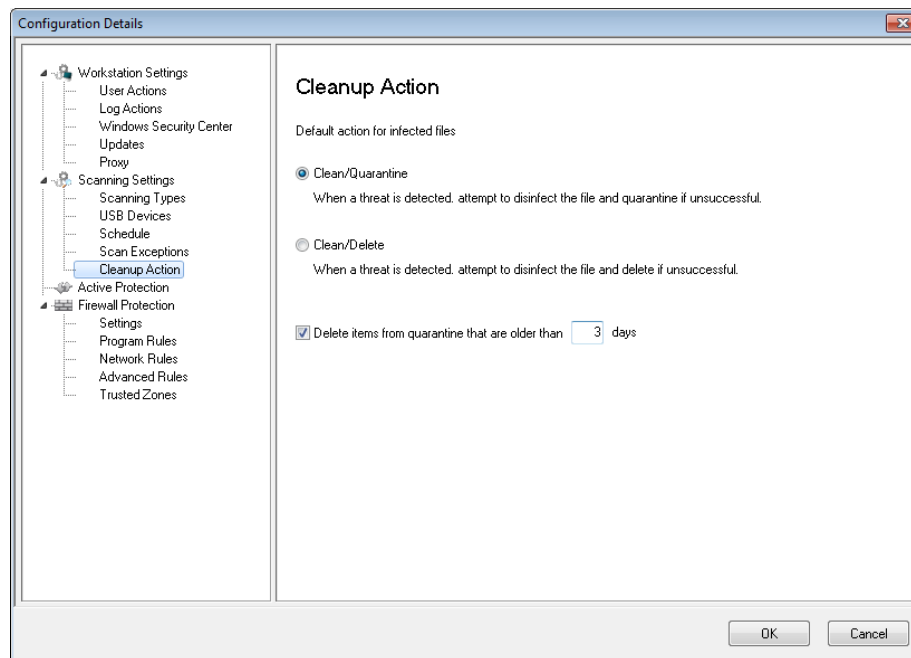 Configuration Details
Workstation Settings
User Actions
Log Actions
Windows Security Center
Updates
Proxy
Scanning Settings
Scanning Types
USB Devices
Schedule
Scan Exceptions
Cleanup Action
Active Protection
Firewall Protection
Settings
Program Rules
Network Rules
Advanced Rules
Trusted Zones
Cleanup Action
Default action for infected files
Clean/Quarantine
When a threat is detected. attempt to disinfect the file and quarantine if unsuccessful.
Clean/Delete
When a threat is detected. attempt to disinfect the file and delete if unsuccessful.
Delete items from quarantine that are older than 3 days
OK
Cancel